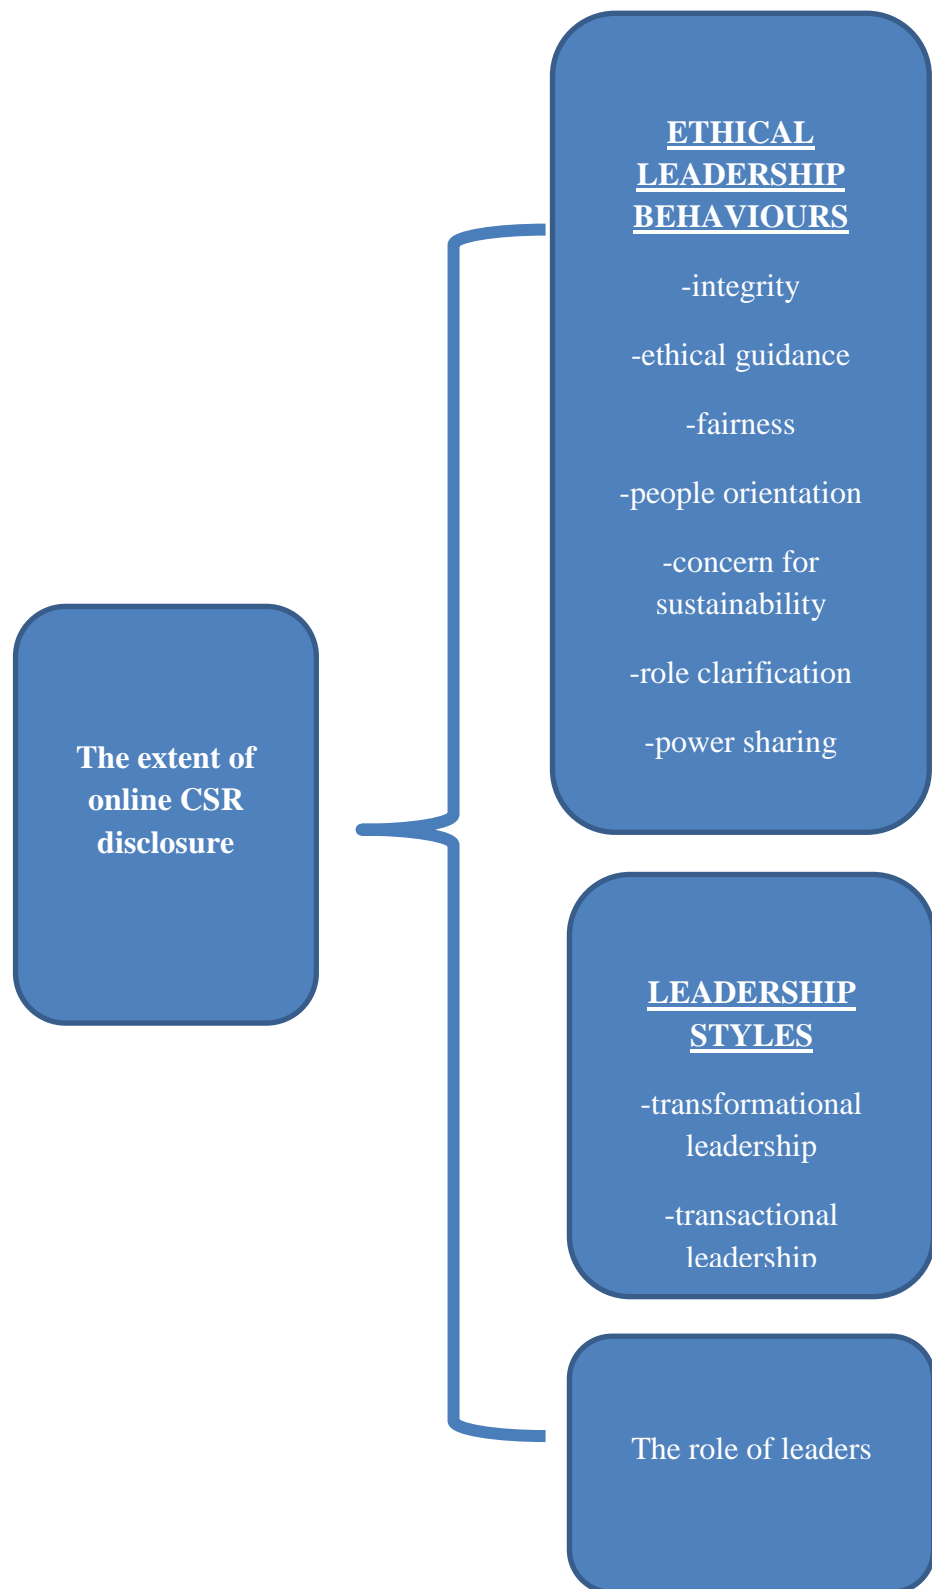 ETHICAL
LEADERSHIP
BEHAVIOURS
-integrity
-ethical guidance
-fairness
-people orientation
-concern for
sustainability
-role clarification
-power sharing
The extent of
online CSR
disclosure
LEADERSHIP
STYLES
-transformational
leadership
-transactional
leadership
The role of leaders